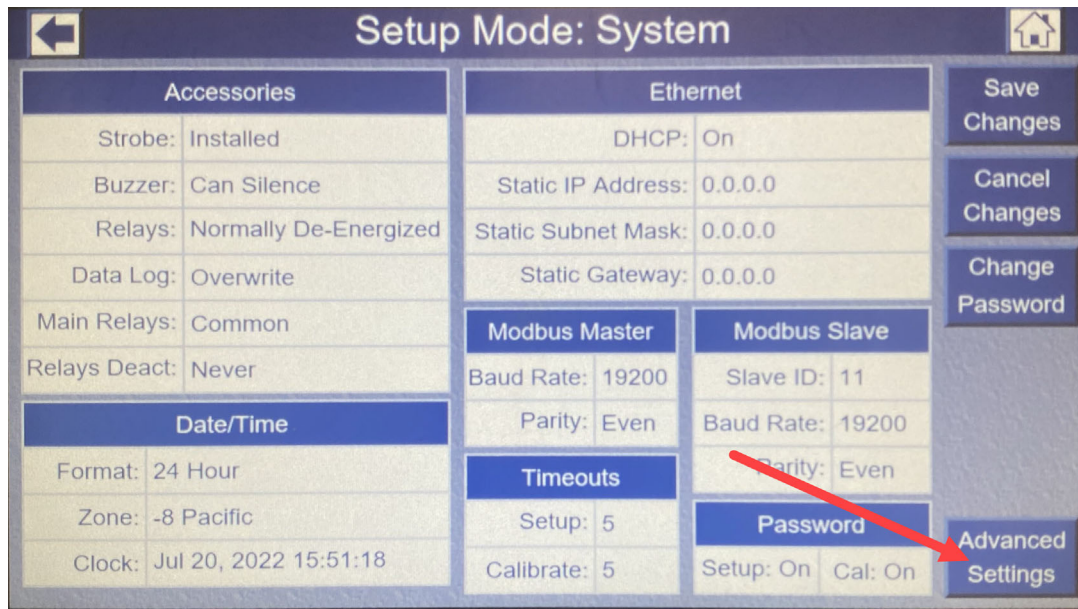 Setup Mode: System
Accessories
Strobe: Installed
Buzzer: Can Silence
Relays: Normally De-Energized
Data Log: Overwrite
Main Relays: Common
Relays Deact: Never
Date/Time
Format: 24 Hour
Zone: -8 Pacific
Clock: Jul 20, 2022 15:51:18
Ethernet
DHCP: On
Static IP Address: 0.0.0.0
Static Subnet Mask: 0.0.0.0
Static Gateway: 0.0.0.0
Modbus Master
Baud Rate: 19200
Parity: Even
Timeouts
Setup: 5
Calibrate: 5
Modbus Slave
Slave ID: 11
Baud Rate: 19200
Parity: Even
Password
Setup: On Cal: On
Save
Changes
Cancel
Changes
Change
Password
Advanced
Settings